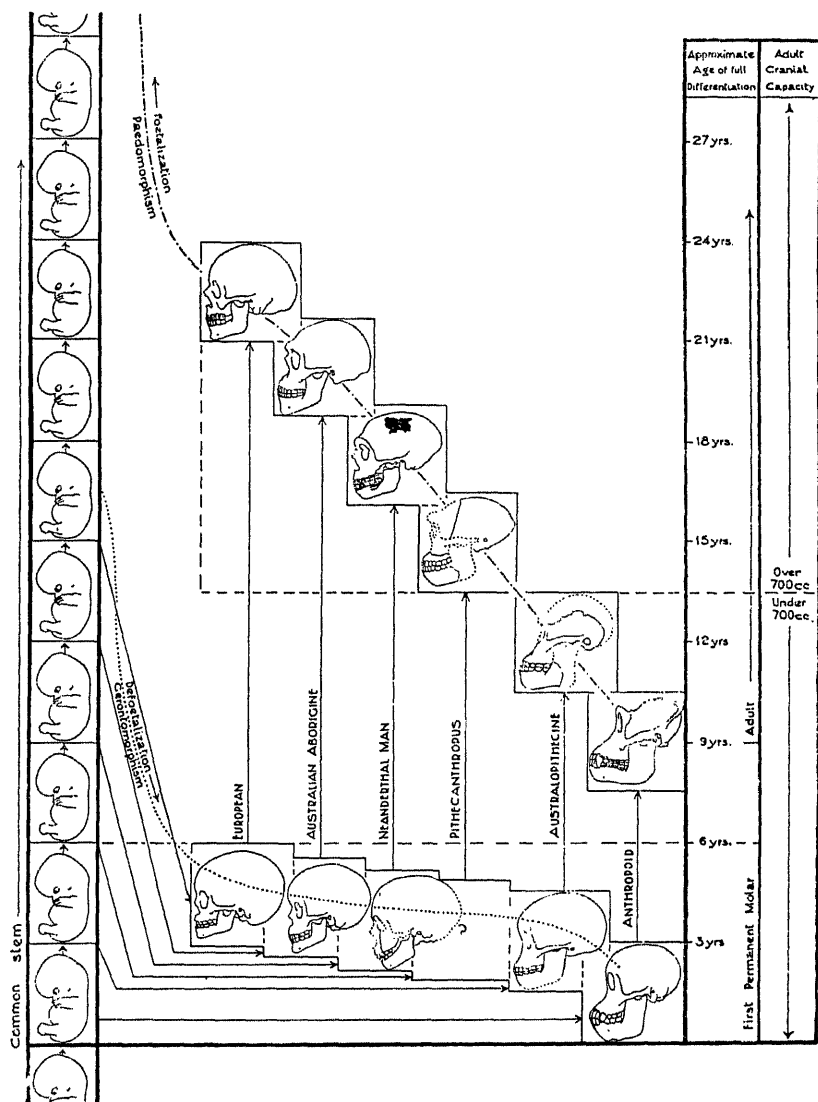 Approximate
Age of full
Differentiation
Adult
Cranial
Capacity
Foetalization
Paedomorphism
27 yrs.
24 yrs.
21 yrs.
18 yrs.
15 yrs.
Over
700cc
Under
700cc.
12 yrs.
9 yrs.
6 yrs.
3 yrs
Adult
First Permanent Molar
Defoetalization
Gerontomorphism
EUROPEAN
AUSTRALIAN ABORIGINE
NEANDERTHAL MAN
PITHECANTHROPUS
AUSTRALOPITHECINE
ANTHROPOID
Common stem